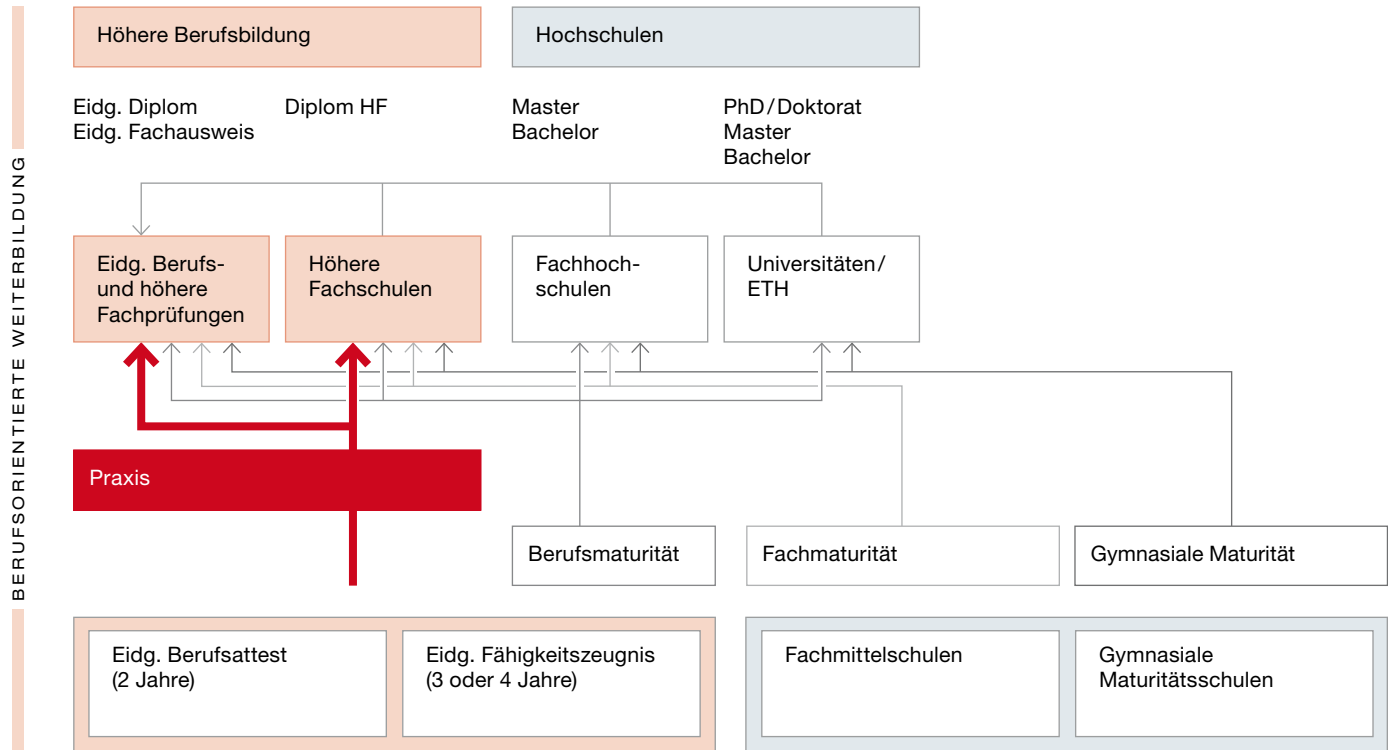 Höhere Berufsbildung
Hochschulen
Eidg. Diplom
Eidg. Fachausweis
Diplom HF
Master
Bachelor
PhD/Doktorat
Master
Bachelor
BERUFSORIENTIERTE WEITERBILDUNG
Eidg. Berufs-
und höhere
Fachprüfungen
Höhere
Fachschulen
Fachhoch-
schulen
Universitäten/
ETH
Praxis
Berufsmaturität
Fachmaturität
Gymnasiale Maturität
Eidg. Berufsattest
(2 Jahre)
Eidg. Fähigkeitszeugnis
(3 oder 4 Jahre)
Fachmittelschulen
Gymnasiale
Maturitätsschulen